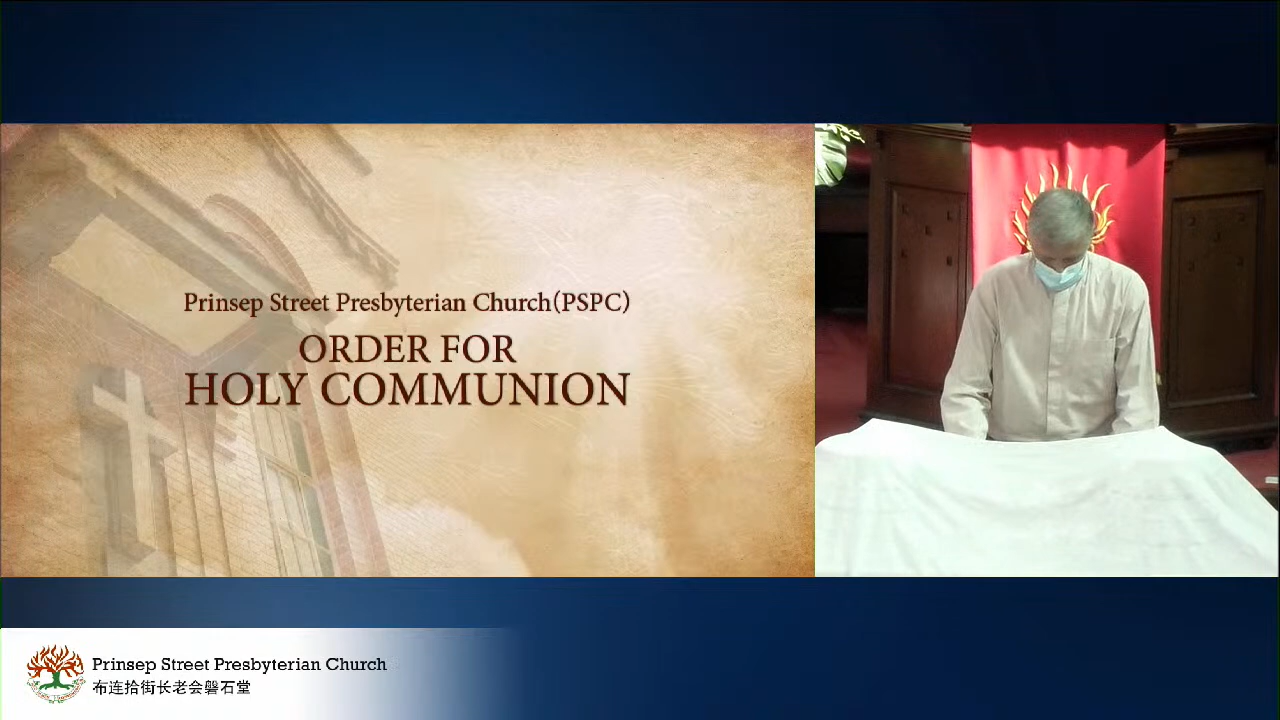 Prinsep Street Presbyterian Church(PSPC)
ORDER FOR
HOLY COMMUNION
Prinsep Street Presbyterian Church
布连拾街长老会磐石堂